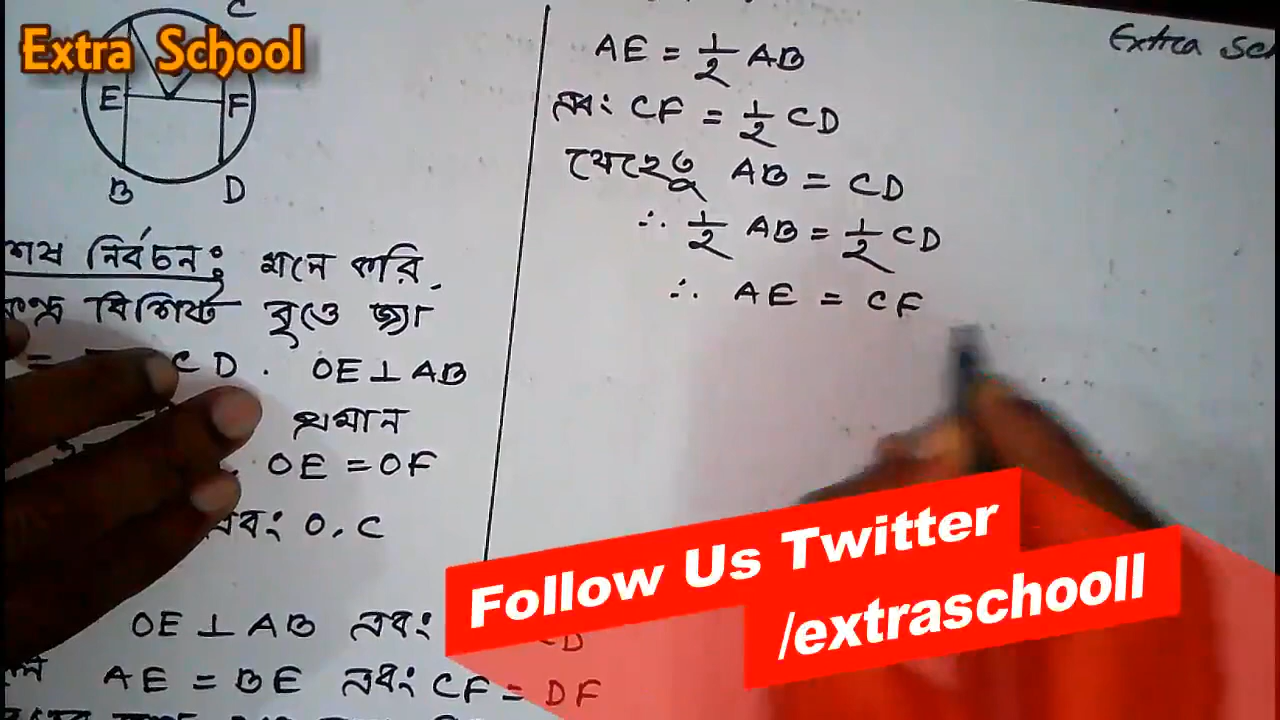 Extra School
C
E
F
B
D
শেষ নির্বচন: মনে করি,
বিশিষ্ট বৃত্তে জ্যা
= CD. OE⊥AB
প্রমান
OE = OF
এবং O, C
OE ⊥ AB এবং CD
AE = BE এবং CF = DF
AE = 1/2 AB
এবং CF = 1/2 CD
যেহেতু AB = CD
∴ 1/2 AB = 1/2 CD
∴ AE = CF
Extra Sc
Follow Us Twitter
/extraschooll